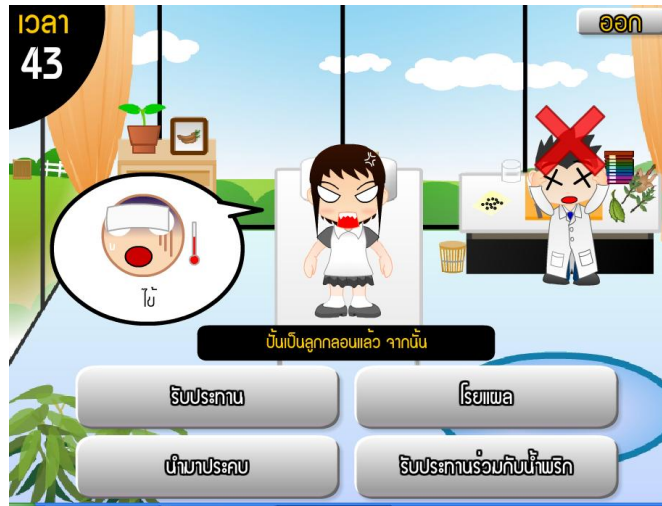 เวลา
43
ออก
ไข้
ปั้นเป็นลูกกลอนแล้ว จากนั้น
รับประทาน
โรยแผล
นำมาประคบ
รับประทานร่วมกับน้ำพริก